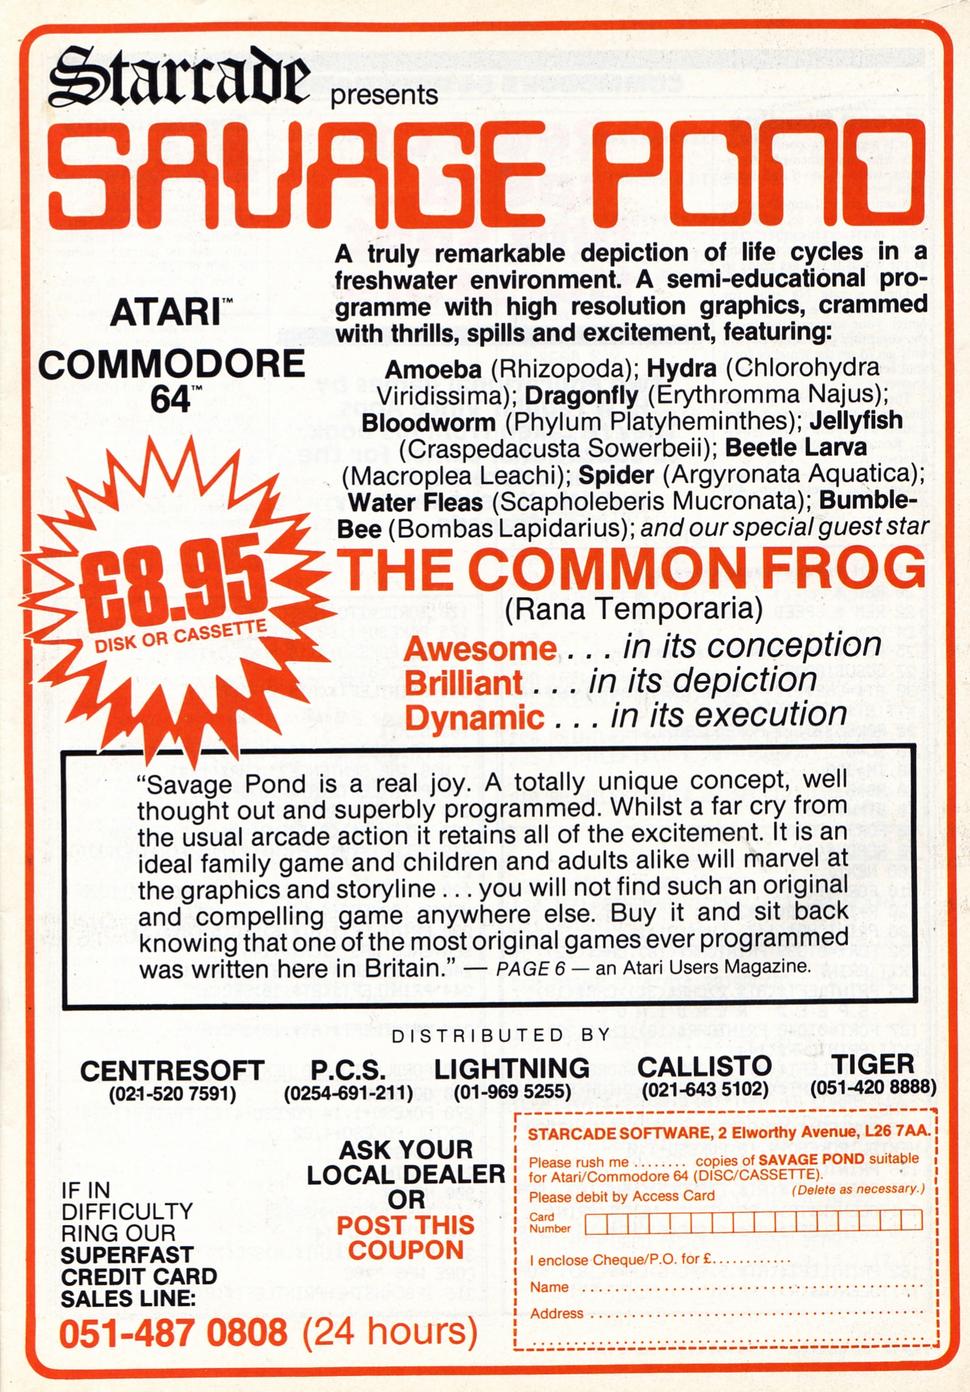 Starcade presents
SAVAGE POND
A truly remarkable depiction of life cycles in a
freshwater environment. A semi-educational pro-
gramme with high resolution graphics, crammed
with thrills, spills and excitement, featuring:
ATARI™
COMMODORE
64™
Amoeba (Rhizopoda); Hydra (Chlorohydra
Viridissima); Dragonfly (Erythromma Najus);
Bloodworm (Phylum Platyheminthes); Jellyfish
(Craspedacusta Sowerbeii); Beetle Larva
(Macroplea Leachi); Spider (Argyronata Aquatica);
Water Fleas (Scapholeberis Mucronata); Bumble-
Bee (Bombas Lapidarius); and our special guest star
THE COMMON FROG
(Rana Temporaria)
£8.95
DISK OR CASSETTE
Awesome . . . in its conception
Brilliant . . . in its depiction
Dynamic . . . in its execution
“Savage Pond is a real joy. A totally unique concept, well
thought out and superbly programmed. Whilst a far cry from
the usual arcade action it retains all of the excitement. It is an
ideal family game and children and adults alike will marvel at
the graphics and storyline ... you will not find such an original
and compelling game anywhere else. Buy it and sit back
knowing that one of the most original games ever programmed
was written here in Britain.” — PAGE 6 — an Atari Users Magazine.
DISTRIBUTED BY
CENTRESOFT P.C.S. LIGHTNING CALLISTO TIGER
(021-520 7591) (0254-691-211) (01-969 5255) (021-643 5102) (051-420 8888)
IF IN
DIFFICULTY
RING OUR
SUPERFAST
CREDIT CARD
SALES LINE:
051-487 0808 (24 hours)
ASK YOUR
LOCAL DEALER
OR
POST THIS
COUPON
STARCADE SOFTWARE, 2 Elworthy Avenue, L26 7AA.
Please rush me ........ copies of SAVAGE POND suitable
for Atari/Commodore 64 (DISC/CASSETTE).
Please debit by Access Card (Delete as necessary.)
Card
Number
I enclose Cheque/P.O. for £............
Name ................................................
Address ................................................